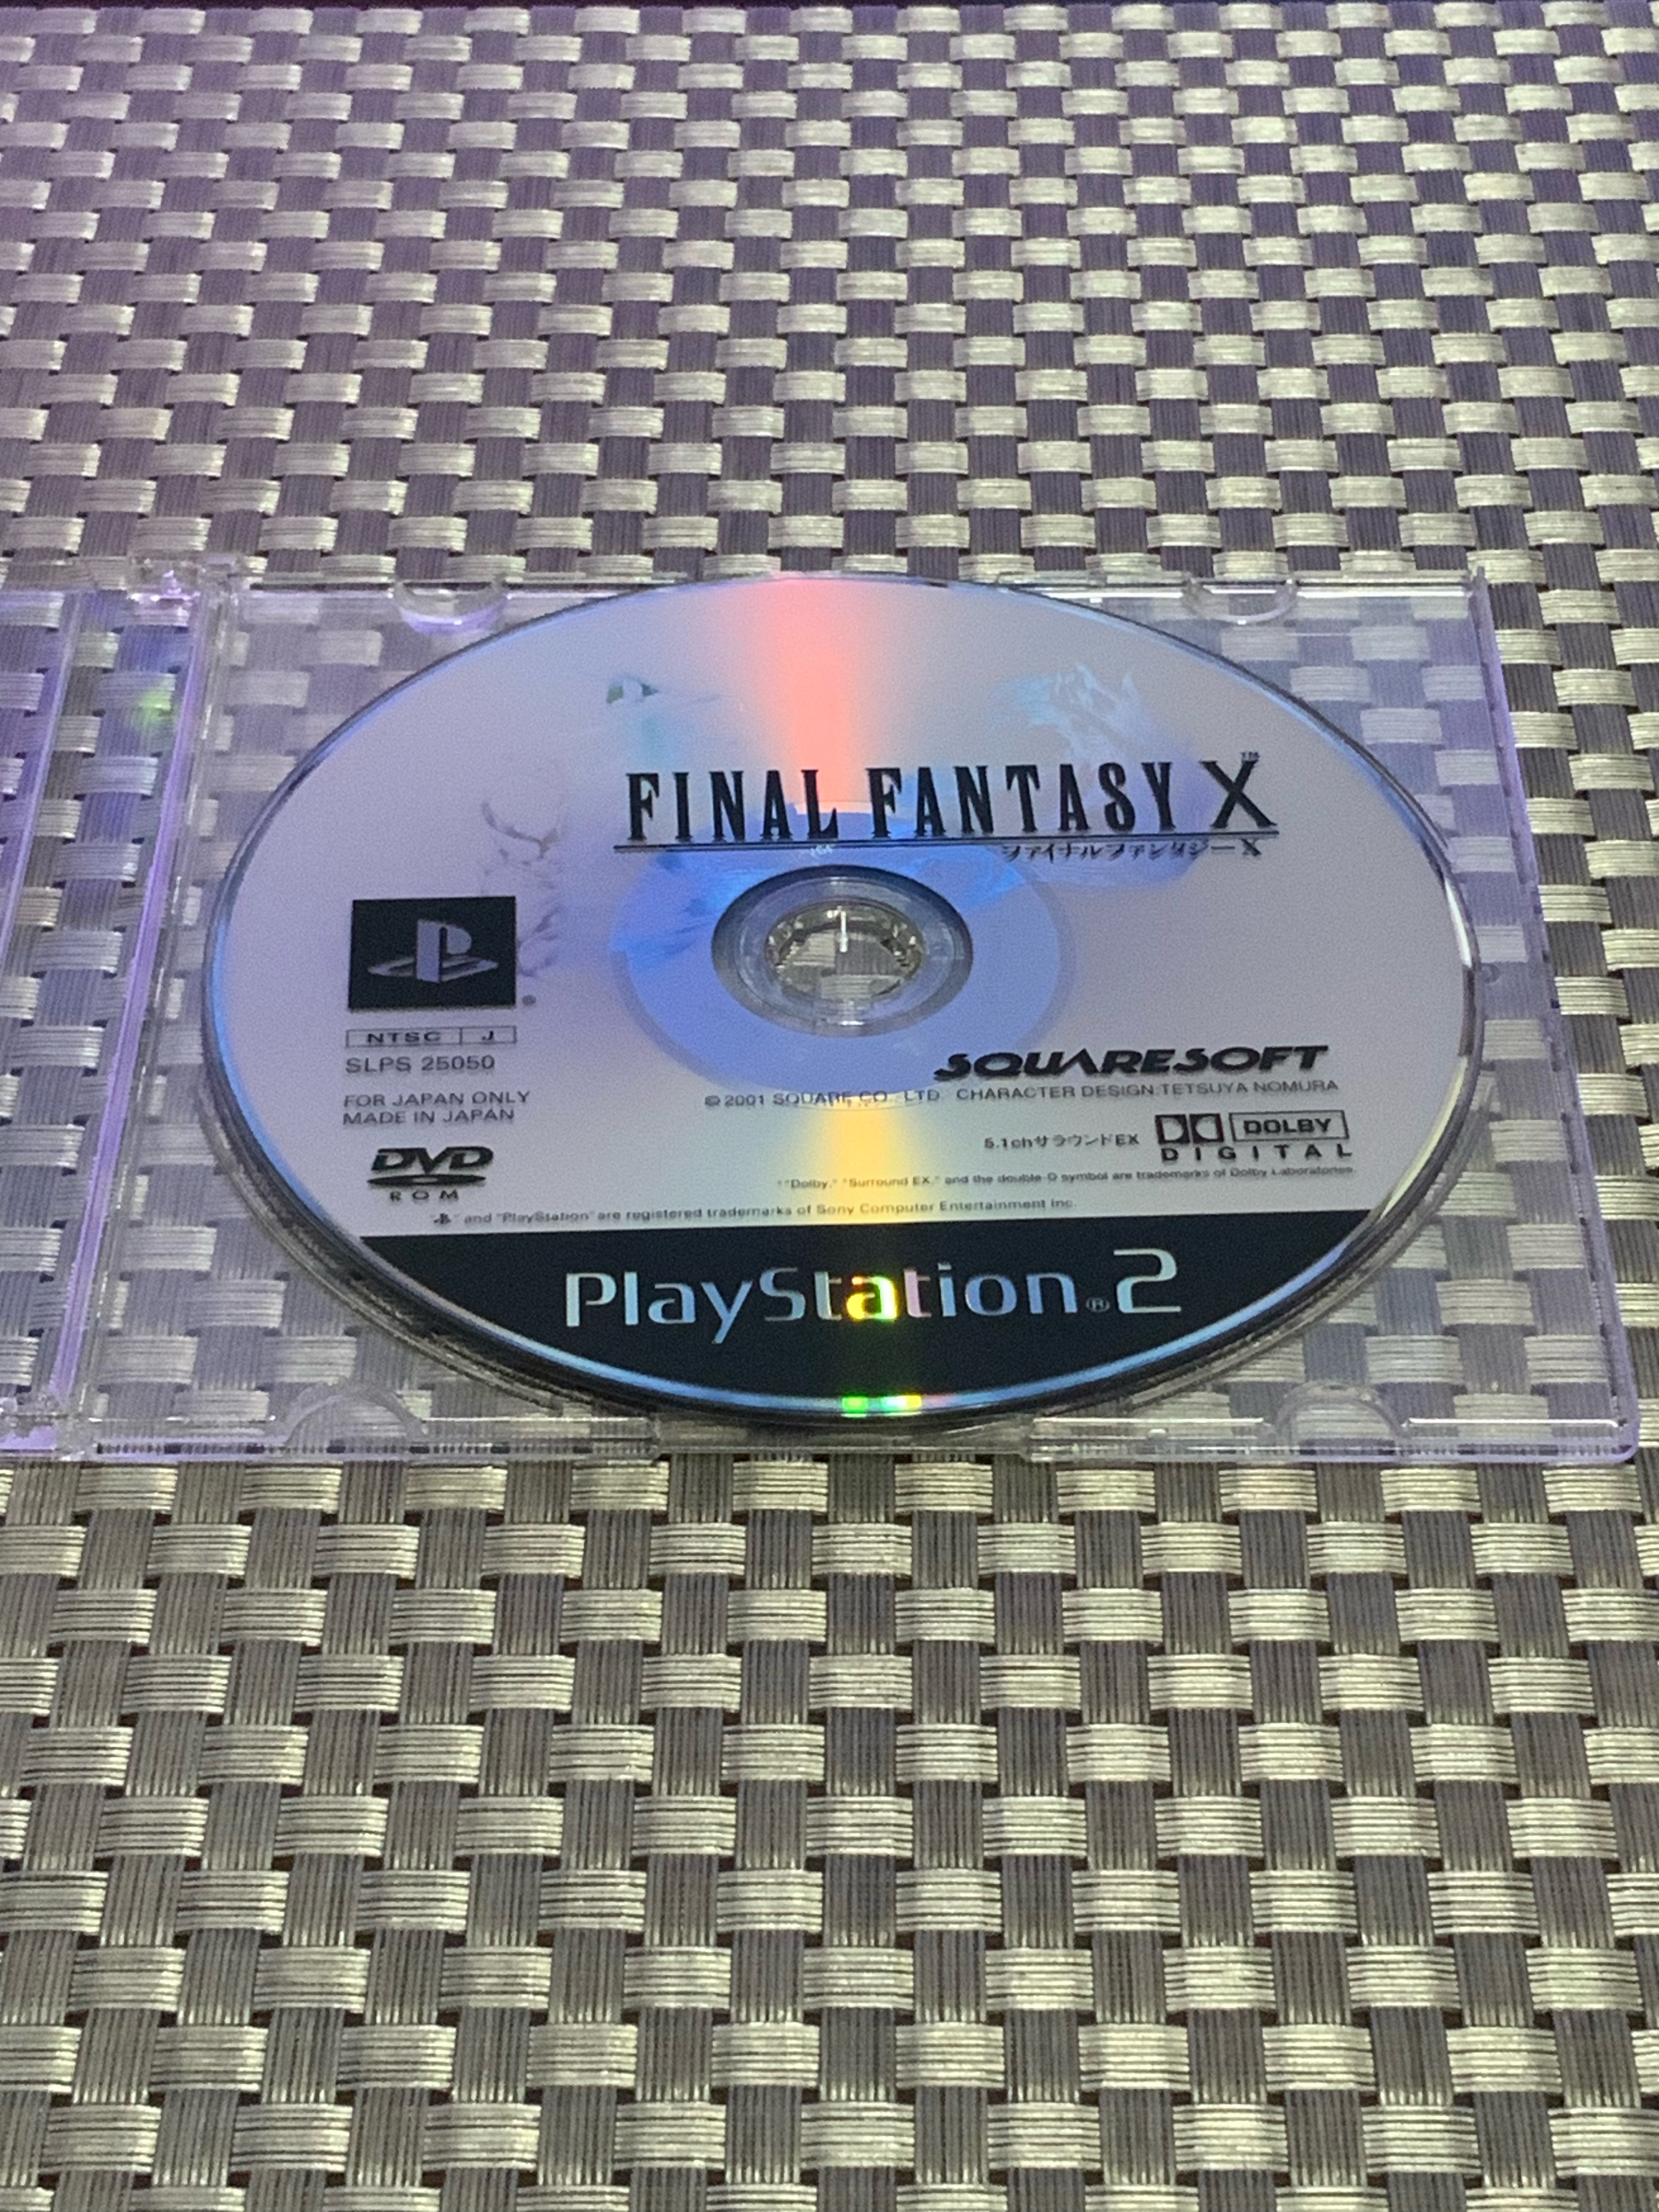 FINAL FANTASY X™
ファイナルファンタジーX
NTSC J
SLPS 25050
FOR JAPAN ONLY
MADE IN JAPAN
DVD
ROM
SQUARESOFT
© 2001 SQUARE CO., LTD. CHARACTER DESIGN:TETSUYA NOMURA
5.1chサラウンドEX
DOLBY
DIGITAL
"Dolby," "Surround EX," and the double-D symbol are trademarks of Dolby Laboratories.
" " and "PlayStation" are registered trademarks of Sony Computer Entertainment Inc.
PlayStation®2